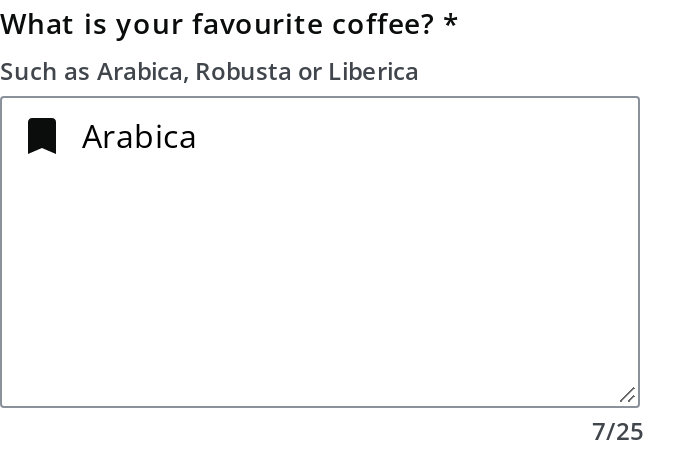 What is your favourite coffee? *
Such as Arabica, Robusta or Liberica
Arabica
7/25